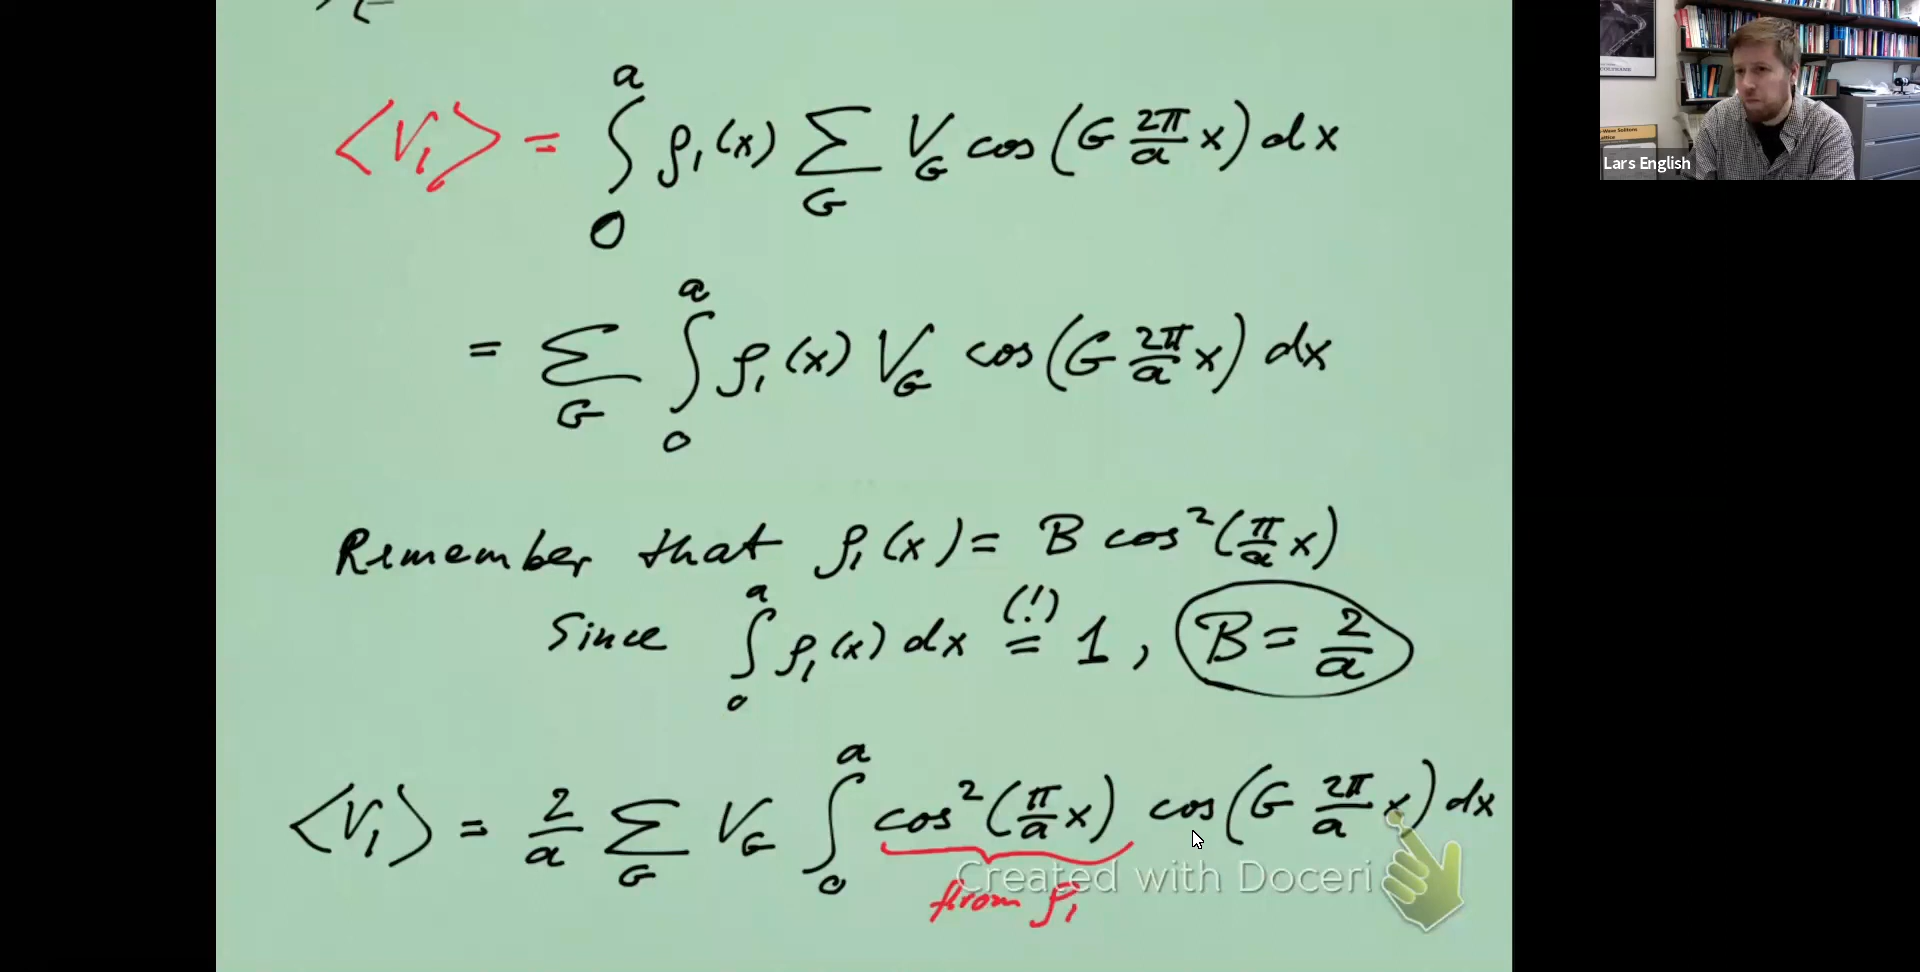 ⟨V₁⟩ = ∫₀ᵃ ρ₁(x) Σ_G V_G cos(G 2π/a x) dx
= Σ_G ∫₀ᵃ ρ₁(x) V_G cos(G 2π/a x) dx
Remember that ρ₁(x) = B cos²(π/a x)
Since ∫₀ᵃ ρ₁(x) dx (!)= 1, B = 2/a
⟨V₁⟩ = 2/a Σ_G V_G ∫₀ᵃ cos²(π/a x) cos(G 2π/a x) dx
from ρ₁
Created with Doceri
Lars English